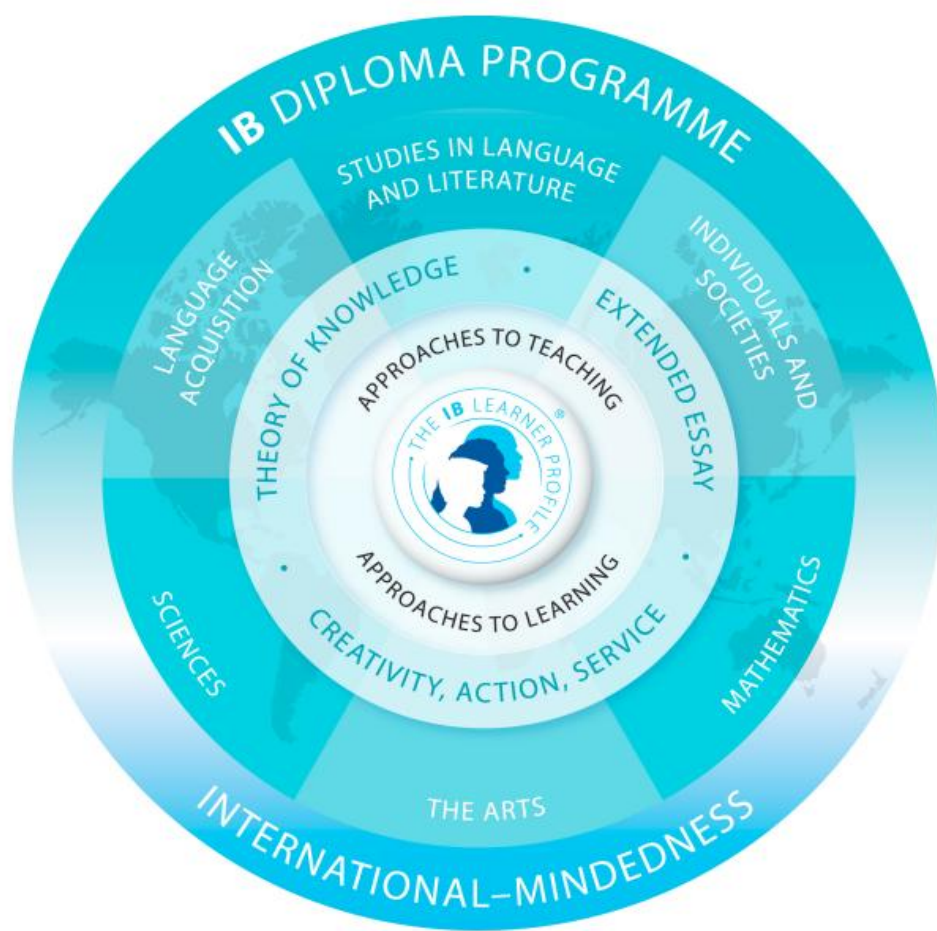 IB DIPLOMA PROGRAMME
STUDIES IN LANGUAGE
AND LITERATURE
LANGUAGE
ACQUISITION
INDIVIDUALS AND
SOCIETIES
THEORY OF KNOWLEDGE
EXTENDED ESSAY
APPROACHES TO TEACHING
• THE IB LEARNER PROFILE •
®
APPROACHES TO LEARNING
CREATIVITY, ACTION, SERVICE
SCIENCES
MATHEMATICS
THE ARTS
INTERNATIONAL–MINDEDNESS